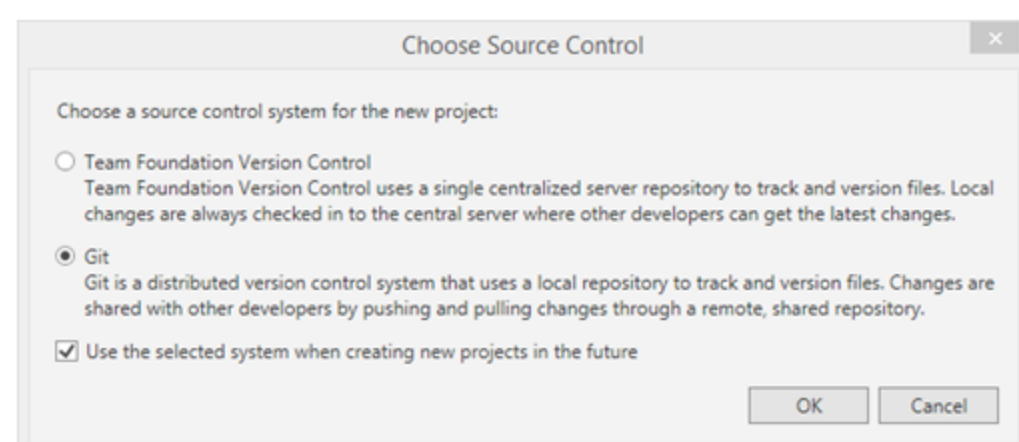 Choose Source Control
Choose a source control system for the new project:
Team Foundation Version Control
Team Foundation Version Control uses a single centralized server repository to track and version files. Local
changes are always checked in to the central server where other developers can get the latest changes.
Git
Git is a distributed version control system that uses a local repository to track and version files. Changes are
shared with other developers by pushing and pulling changes through a remote, shared repository.
Use the selected system when creating new projects in the future
OK Cancel